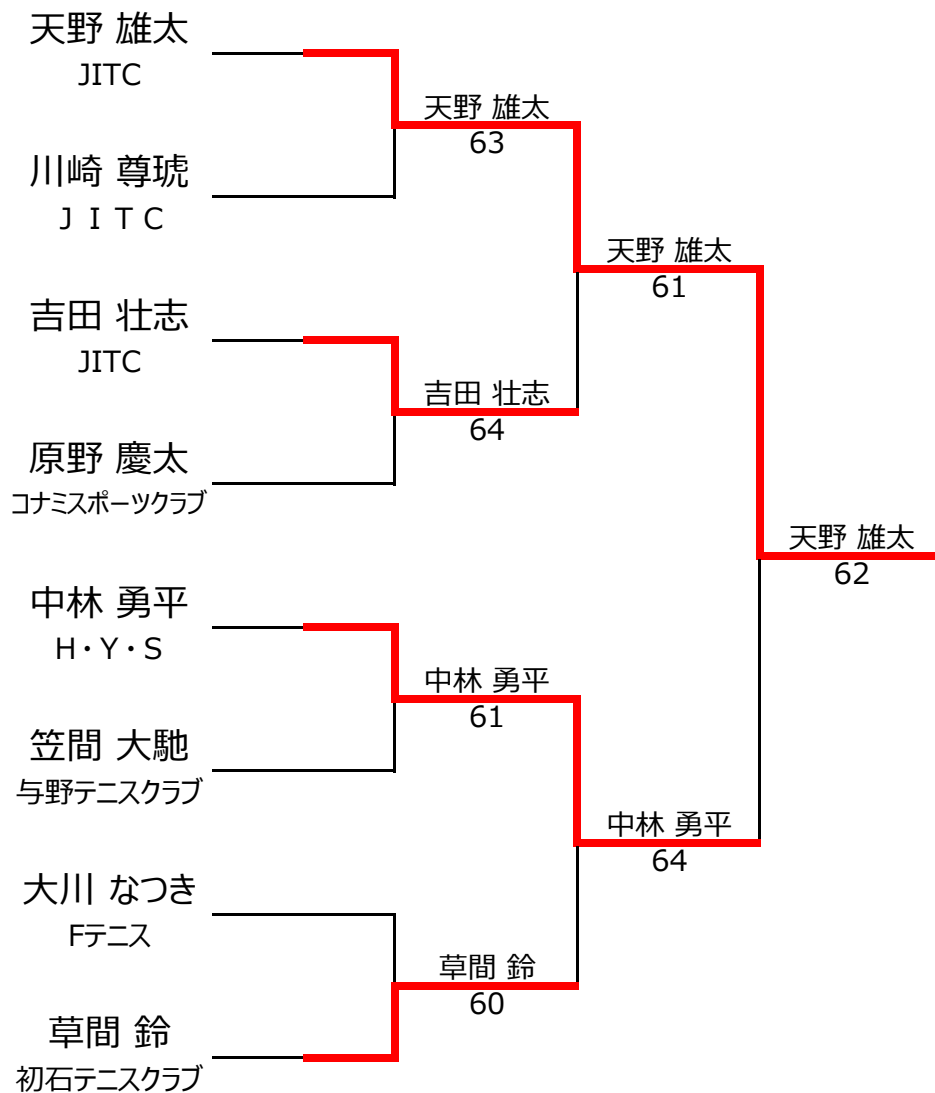 天野 雄太
JITC
川崎 尊琥
ＪＩＴＣ
吉田 壮志
JITC
原野 慶太
コナミスポーツクラブ
中林 勇平
H・Y・S
笠間 大馳
与野テニスクラブ
大川 なつき
Fテニス
草間 鈴
初石テニスクラブ
天野 雄太
63
吉田 壮志
64
中林 勇平
61
草間 鈴
60
天野 雄太
61
中林 勇平
64
天野 雄太
62